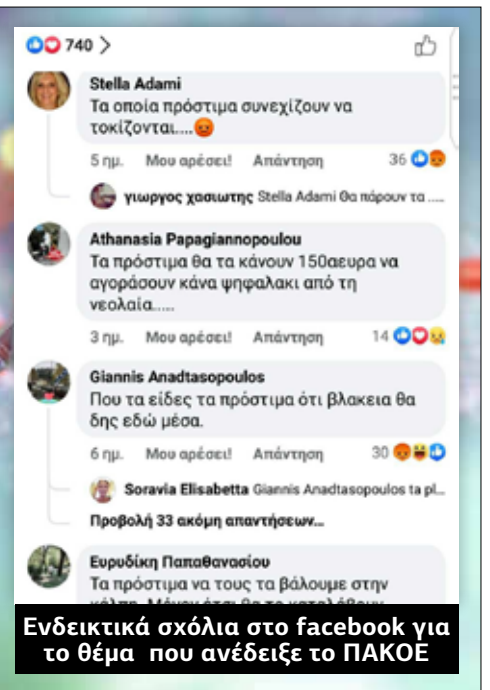 740 >
Stella Adami
Τα οποία πρόστιμα συνεχίζουν να
τοκίζονται....
5 ημ. Μου αρέσει! Απάντηση 36
γιωργος χασιωτης Stella Adami Θα πάρουν τα .....
Athanasia Papagiannopoulou
Τα πρόστιμα θα τα κάνουν 150αευρα να
αγοράσουν κάνα ψηφαλακι από τη
νεολαία.....
3 ημ. Μου αρέσει! Απάντηση 14
Giannis Anadtasopoulos
Που τα είδες τα πρόστιμα ότι βλακεια θα
δης εδώ μέσα.
6 ημ. Μου αρέσει! Απάντηση 30
Soravia Elisabetta Giannis Anadtasopoulos ta pl...
Προβολή 33 ακόμη απαντήσεων...
Ευρυδίκη Παπαθανασίου
Τα πρόστιμα να τους τα βάλουμε στην
Ενδεικτικά σχόλια στο facebook για
το θέμα που ανέδειξε το ΠΑΚΟΕ